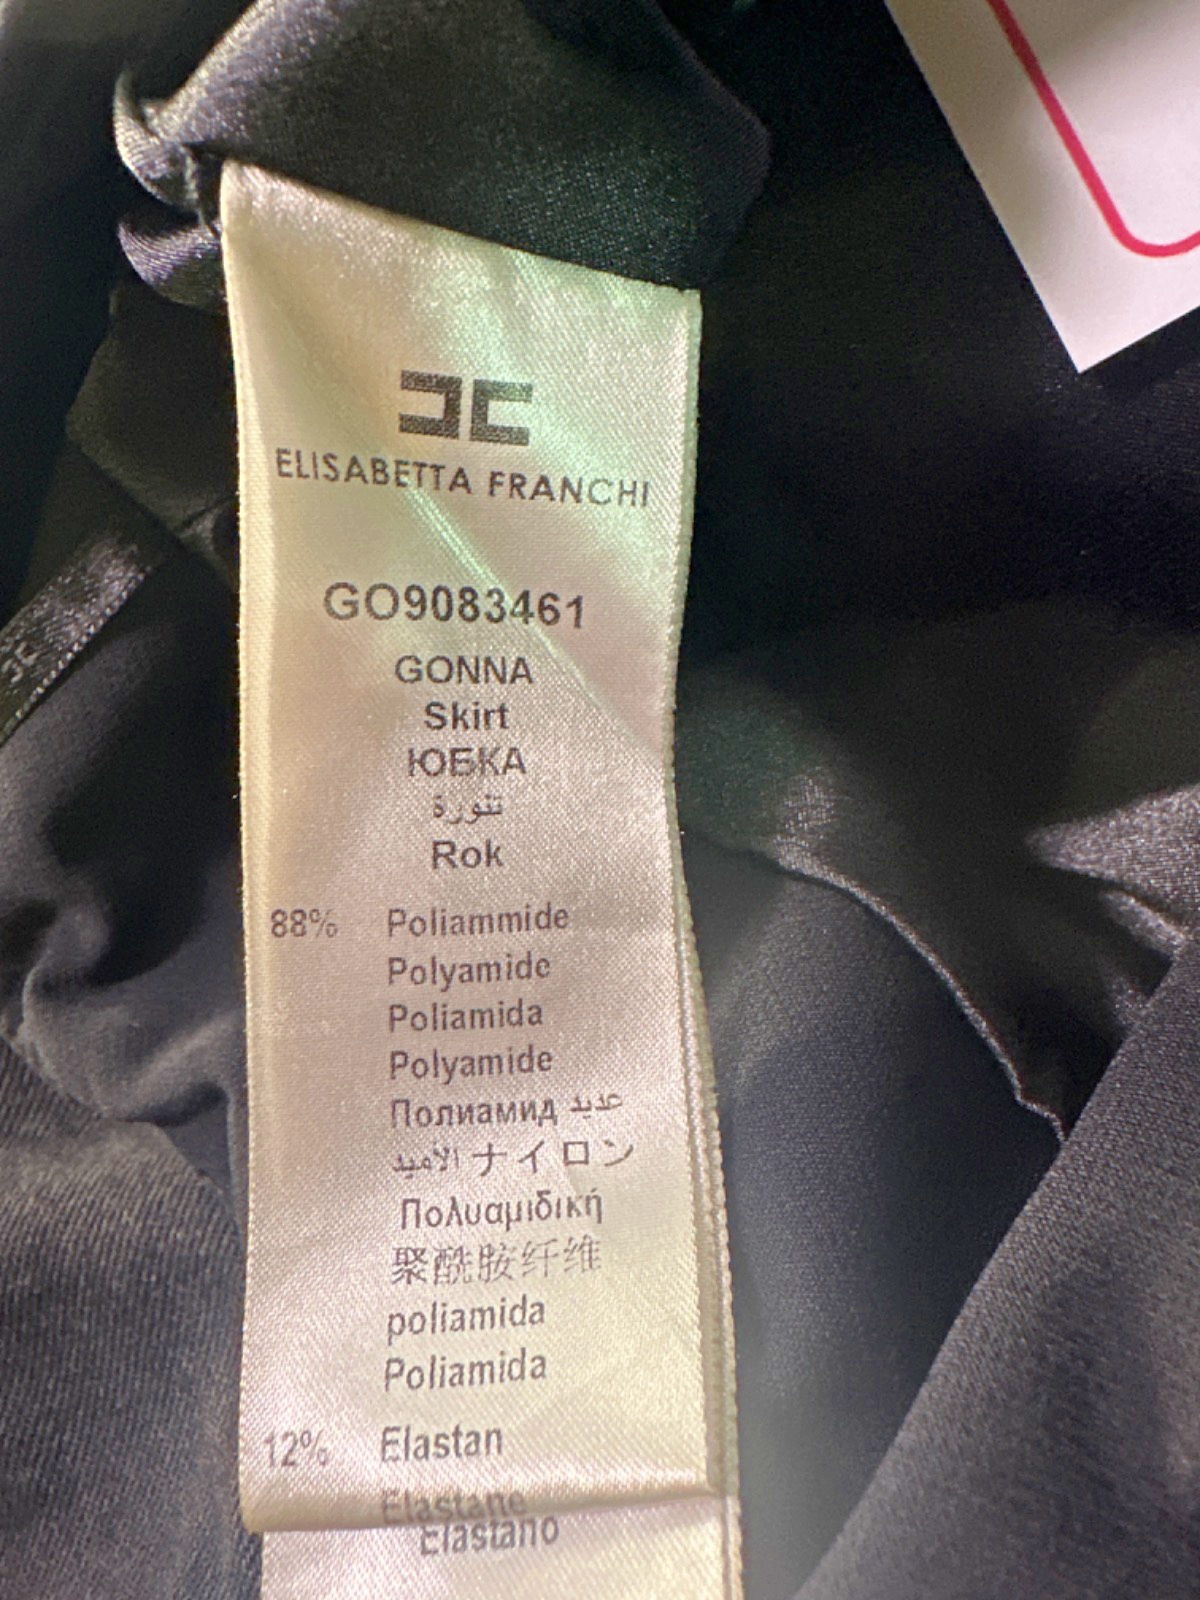 ELISABETTA FRANCHI
GO9083461
GONNA
Skirt
ЮБКА
تنورة
Rok
88% Poliammide
Polyamide
Poliamida
Polyamide
Полиамид عديد
الاميد ナイロン
Πολυαμιδική
聚酰胺纤维
poliamida
Poliamida
12% Elastan
Elastane
Elastano